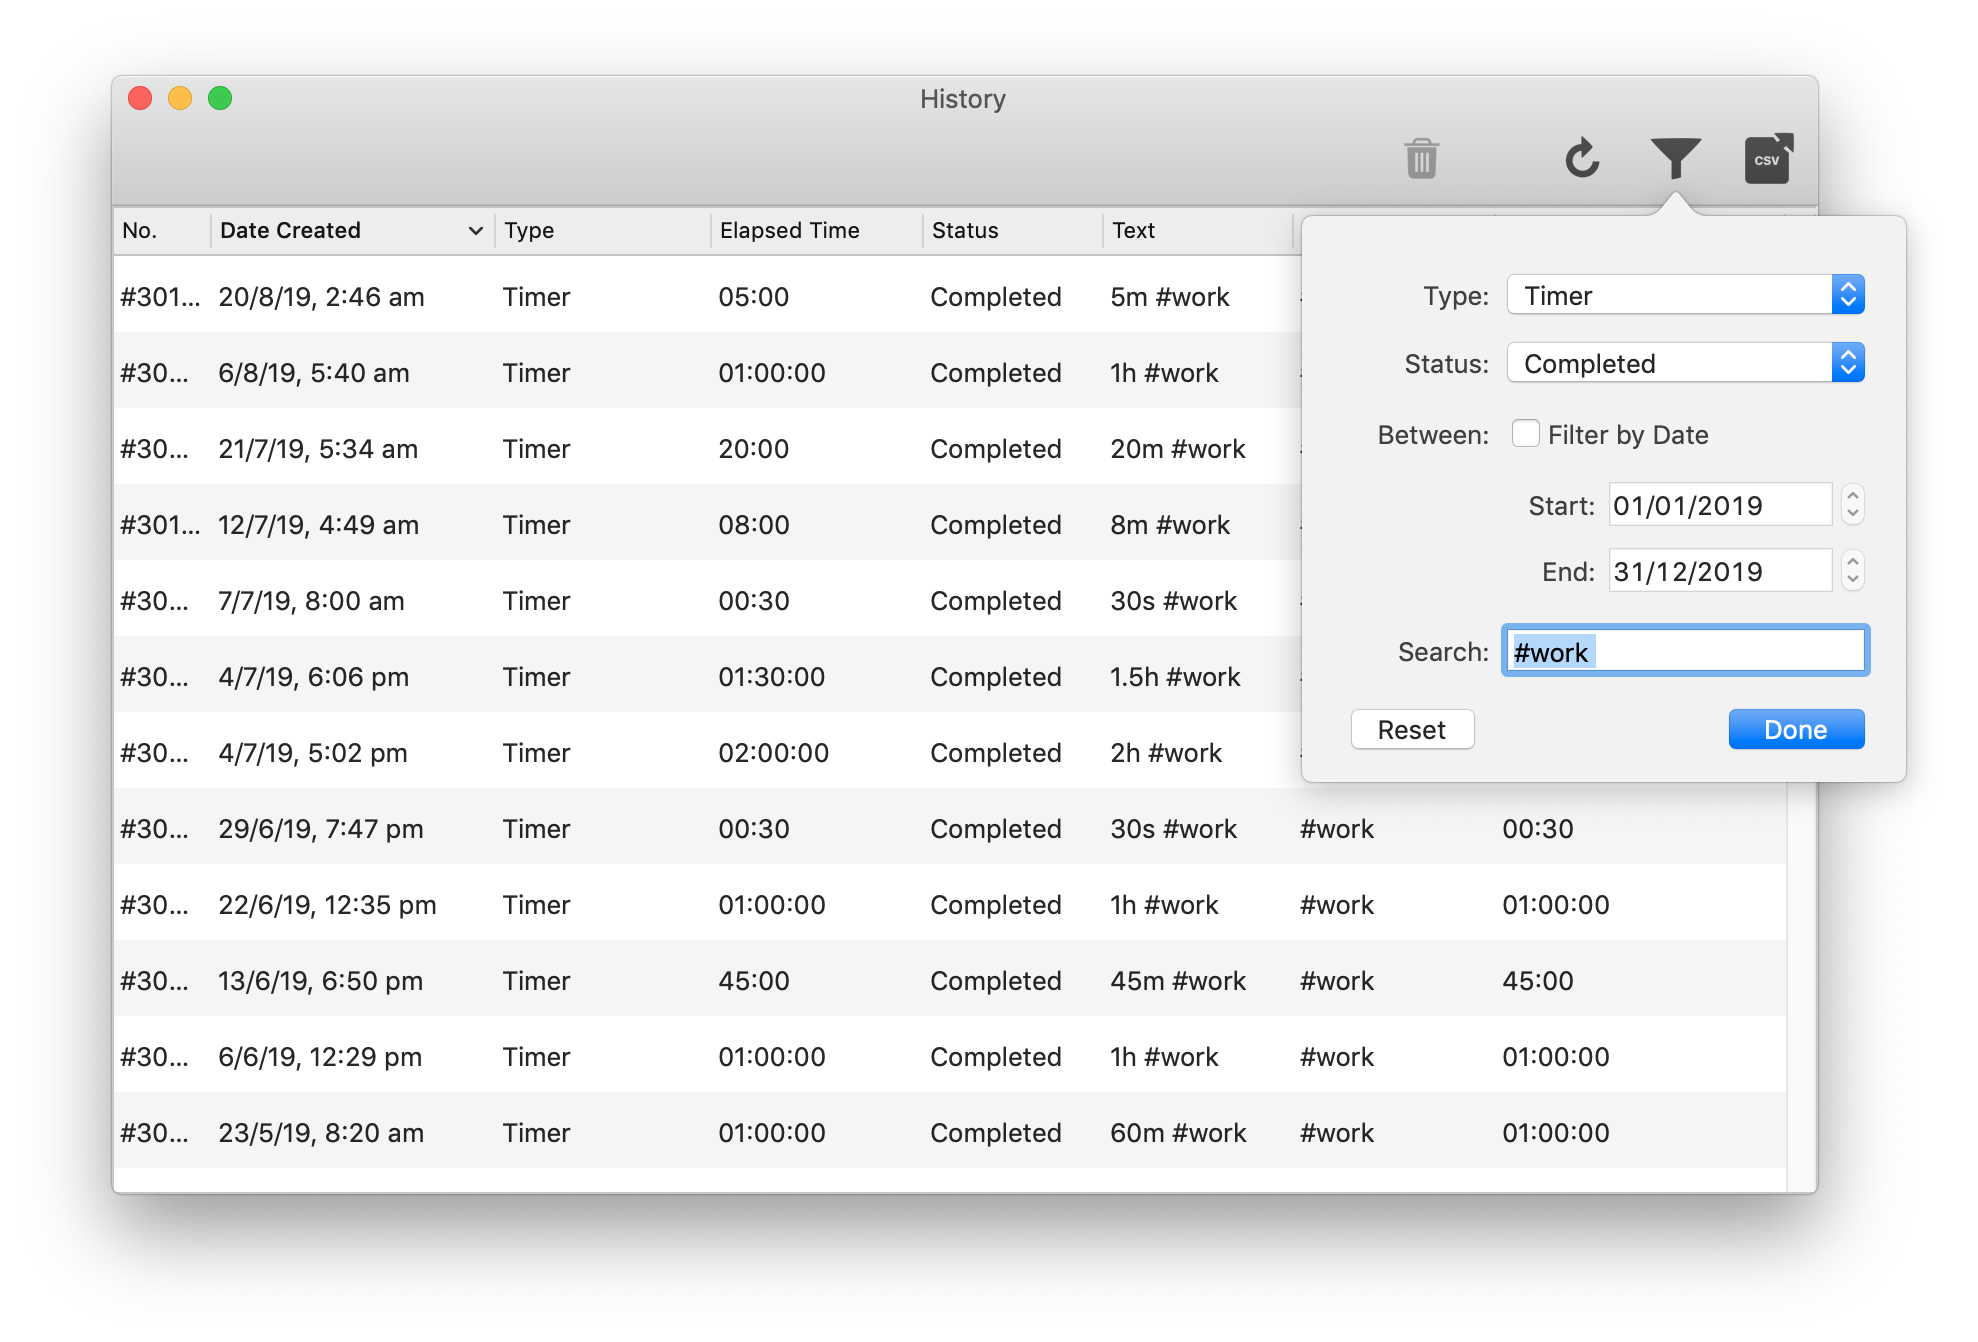 History
CSV
No. Date Created Type Elapsed Time Status Text
#301... 20/8/19, 2:46 am Timer 05:00 Completed 5m #work
#30... 6/8/19, 5:40 am Timer 01:00:00 Completed 1h #work
#30... 21/7/19, 5:34 am Timer 20:00 Completed 20m #work
#301... 12/7/19, 4:49 am Timer 08:00 Completed 8m #work
#30... 7/7/19, 8:00 am Timer 00:30 Completed 30s #work
#30... 4/7/19, 6:06 pm Timer 01:30:00 Completed 1.5h #work
#30... 4/7/19, 5:02 pm Timer 02:00:00 Completed 2h #work
#30... 29/6/19, 7:47 pm Timer 00:30 Completed 30s #work #work 00:30
#30... 22/6/19, 12:35 pm Timer 01:00:00 Completed 1h #work #work 01:00:00
#30... 13/6/19, 6:50 pm Timer 45:00 Completed 45m #work #work 45:00
#30... 6/6/19, 12:29 pm Timer 01:00:00 Completed 1h #work #work 01:00:00
#30... 23/5/19, 8:20 am Timer 01:00:00 Completed 60m #work #work 01:00:00
Type: Timer
Status: Completed
Between: Filter by Date
Start: 01/01/2019
End: 31/12/2019
Search: #work
Reset Done